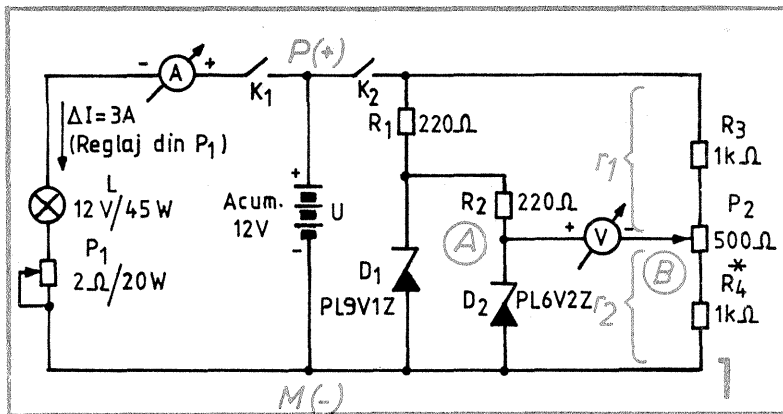 - A + K1 P(+) K2
ΔI=3A
(Reglaj din P1)
L
12V/45W
P1
2Ω/20W
Acum.
12V
+
-
U
R1 220Ω
R2 220Ω
D1
PL9V1Z
A
D2 PL6V2Z
+ V -
r1
r2
R3
1kΩ
P2
500Ω
B
*
R4
1kΩ
M(-)
1